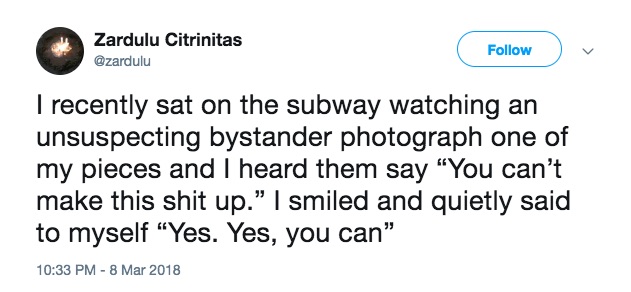 Zardulu Citrinitas
@zardulu
Follow
I recently sat on the subway watching an
unsuspecting bystander photograph one of
my pieces and I heard them say “You can’t
make this shit up.” I smiled and quietly said
to myself “Yes. Yes, you can”
10:33 PM - 8 Mar 2018